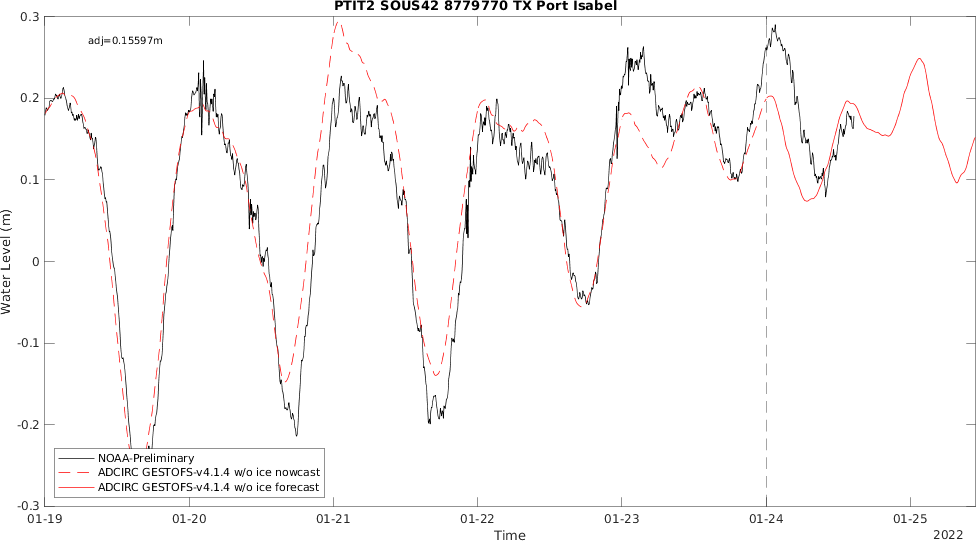 PTIT2 SOUS42 8779770 TX Port Isabel
adj=0.15597m
0.3
0.2
0.1
0
-0.1
-0.2
-0.3
Water Level (m)
NOAA-Preliminary
ADCIRC GESTOFS-v4.1.4 w/o ice nowcast
ADCIRC GESTOFS-v4.1.4 w/o ice forecast
01-19
01-20
01-21
01-22
01-23
01-24
01-25
Time
2022